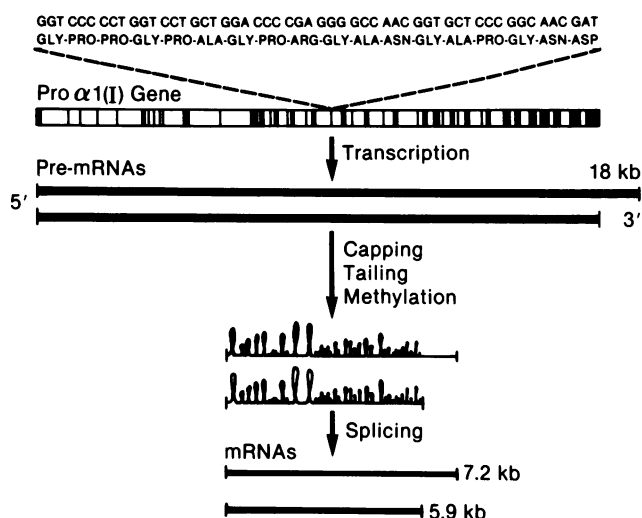 GGT CCC CCT GGT CCT GCT GGA CCC CGA GGG GCC AAC GGT GCT CCC GGC AAC GAT
GLY-PRO-PRO-GLY-PRO-ALA-GLY-PRO-ARG-GLY-ALA-ASN-GLY-ALA-PRO-GLY-ASN-ASP
Pro α1(I) Gene
Transcription
Pre-mRNAs
18 kb
5′
3′
Capping
Tailing
Methylation
Splicing
mRNAs
7.2 kb
5.9 kb